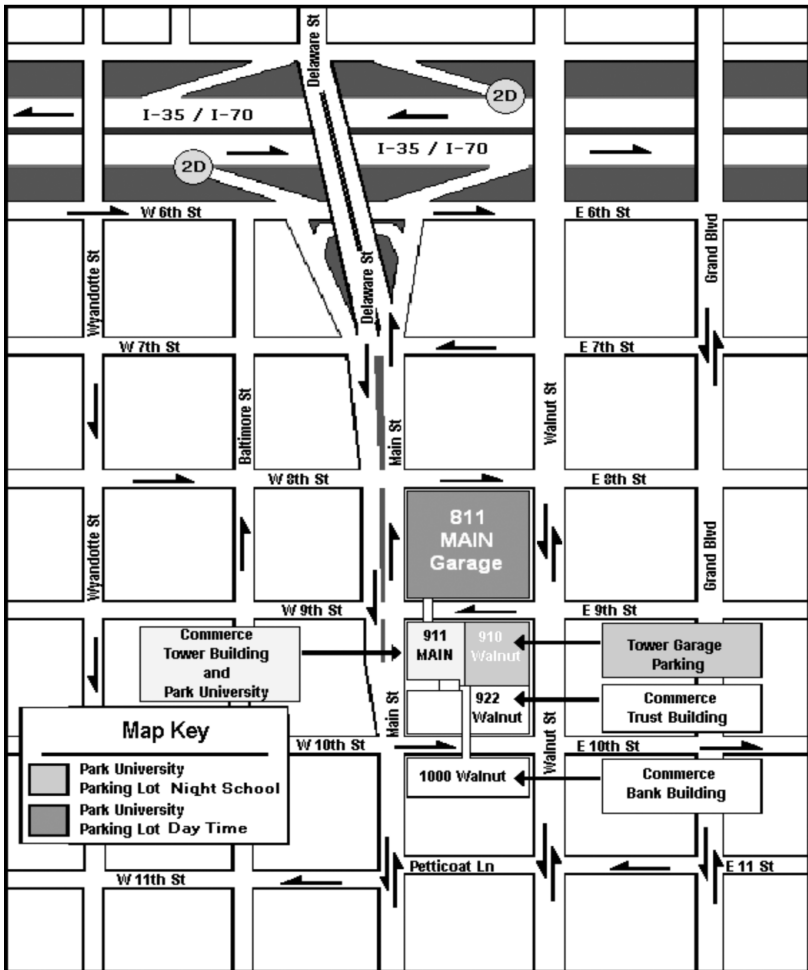 Delaware St
2D
I-35 / I-70
I-35 / I-70
2D
W 6th St
E 6th St
Wyandotte St
Delaware St
Grand Blvd
W 7th St
E 7th St
Baltimore St
Main St
Walnut St
W 8th St
E 8th St
Wyandotte St
811
MAIN
Garage
Grand Blvd
W 9th St
E 9th St
Commerce
Tower Building
and
Park University
911
MAIN
910
Walnut
Tower Garage
Parking
Main St
922
Walnut
Commerce
Trust Building
Walnut St
Map Key
Park University
Parking Lot Night School
Park University
Parking Lot Day Time
W 10th St
E 10th St
1000 Walnut
Commerce
Bank Building
Petticoat Ln
W 11th St
E 11 St